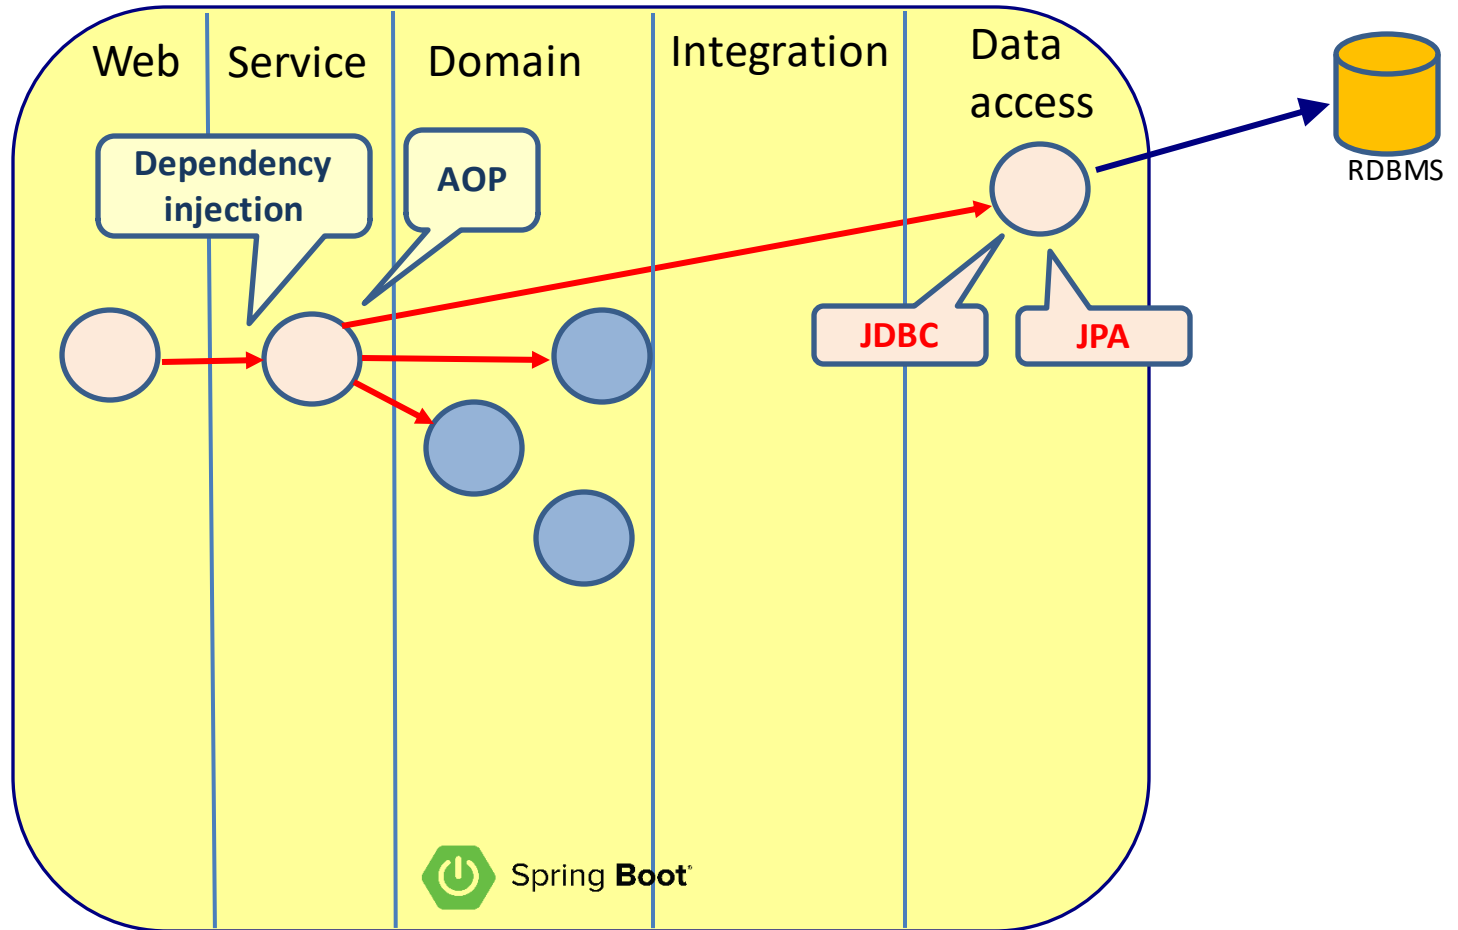 Web
Service
Domain
Integration
Data
access
Dependency
injection
AOP
RDBMS
JDBC
JPA
Spring Boot